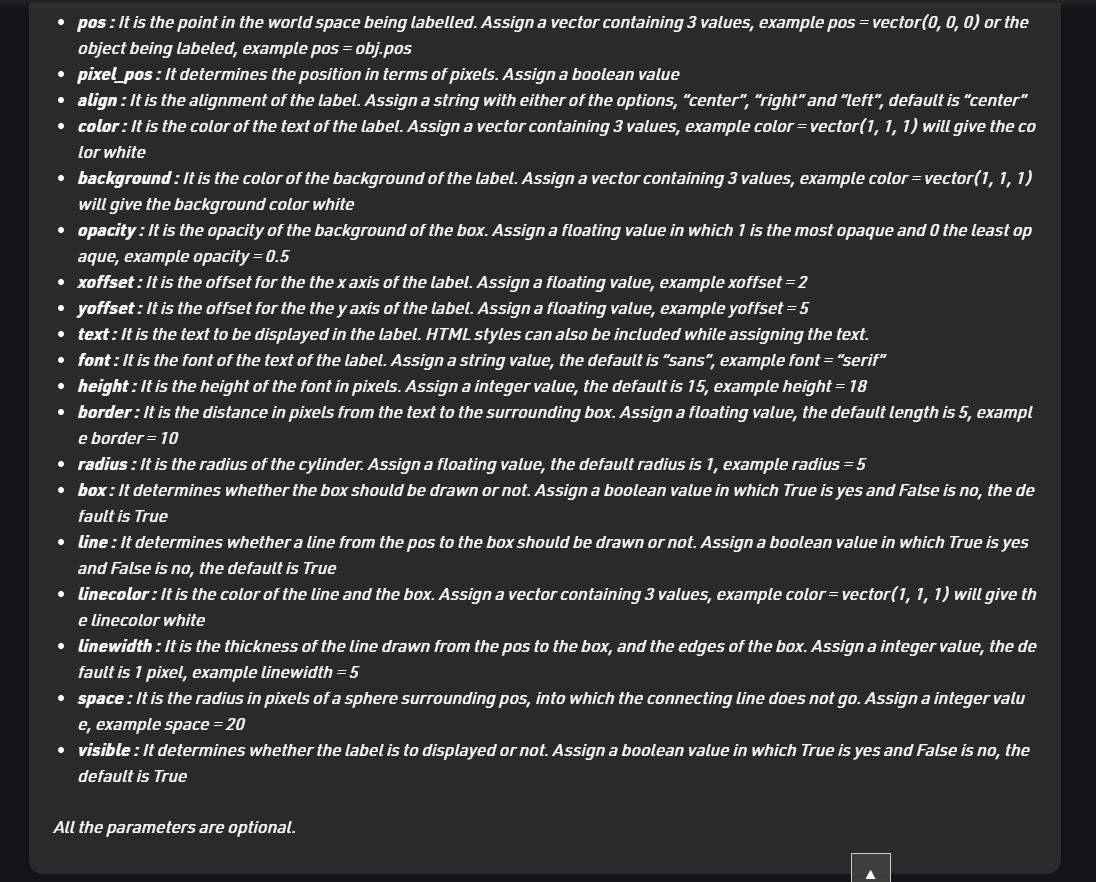 • pos : It is the point in the world space being labelled. Assign a vector containing 3 values, example pos = vector(0, 0, 0) or the
object being labeled, example pos = obj.pos
• pixel_pos : It determines the position in terms of pixels. Assign a boolean value
• align : It is the alignment of the label. Assign a string with either of the options, “center”, “right” and “left”, default is “center”
• color : It is the color of the text of the label. Assign a vector containing 3 values, example color = vector(1, 1, 1) will give the co
lor white
• background : It is the color of the background of the label. Assign a vector containing 3 values, example color = vector(1, 1, 1)
will give the background color white
• opacity : It is the opacity of the background of the box. Assign a floating value in which 1 is the most opaque and 0 the least op
aque, example opacity = 0.5
• xoffset : It is the offset for the the x axis of the label. Assign a floating value, example xoffset = 2
• yoffset : It is the offset for the the y axis of the label. Assign a floating value, example yoffset = 5
• text : It is the text to be displayed in the label. HTML styles can also be included while assigning the text.
• font : It is the font of the text of the label. Assign a string value, the default is “sans”, example font = “serif”
• height : It is the height of the font in pixels. Assign a integer value, the default is 15, example height = 18
• border : It is the distance in pixels from the text to the surrounding box. Assign a floating value, the default length is 5, exampl
e border = 10
• radius : It is the radius of the cylinder. Assign a floating value, the default radius is 1, example radius = 5
• box : It determines whether the box should be drawn or not. Assign a boolean value in which True is yes and False is no, the de
fault is True
• line : It determines whether a line from the pos to the box should be drawn or not. Assign a boolean value in which True is yes
and False is no, the default is True
• linecolor : It is the color of the line and the box. Assign a vector containing 3 values, example color = vector(1, 1, 1) will give th
e linecolor white
• linewidth : It is the thickness of the line drawn from the pos to the box, and the edges of the box. Assign a integer value, the de
fault is 1 pixel, example linewidth = 5
• space : It is the radius in pixels of a sphere surrounding pos, into which the connecting line does not go. Assign a integer valu
e, example space = 20
• visible : It determines whether the label is to displayed or not. Assign a boolean value in which True is yes and False is no, the
default is True
All the parameters are optional.
▲